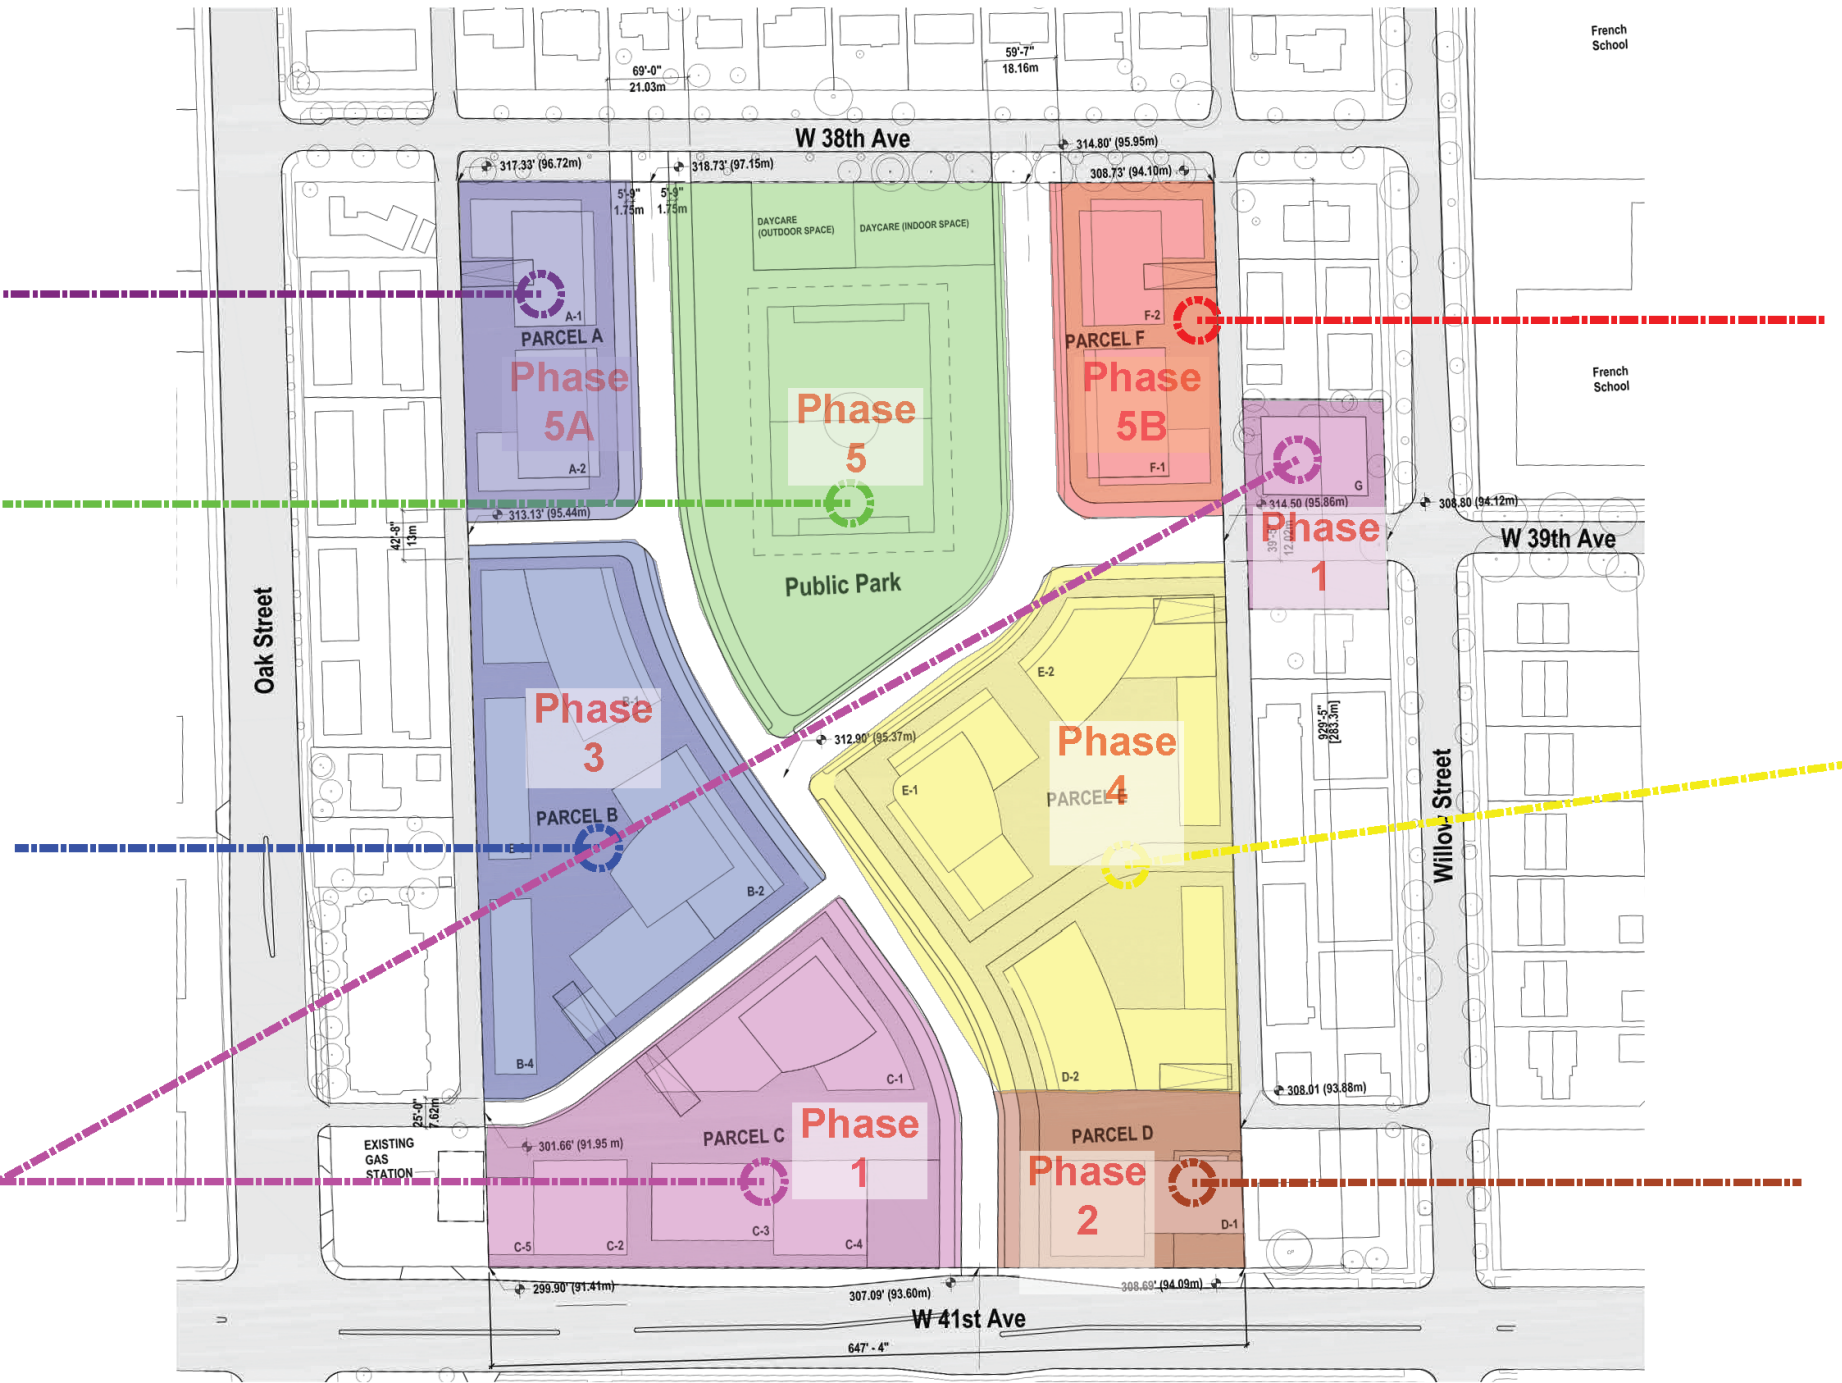 French
School
59'-7"
18.16m
69'-0"
21.03m
W 38th Ave
314.80' (95.95m)
317.33' (96.72m)
318.73' (97.15m)
308.73' (94.10m)
5'-9"
1.75m
5'-9"
1.75m
DAYCARE
(OUTDOOR SPACE)
DAYCARE (INDOOR SPACE)
A-1
PARCEL A
Phase
5A
A-2
F-2
PARCEL F
Phase
5B
F-1
Phase
5
French
School
G
313.13' (95.44m)
314.50 (95.86m)
308.80 (94.12m)
42'-8"
13m
Phase
1
W 39th Ave
Public Park
Oak Street
E-2
B-1
Phase
3
929'-5"
[283.3m]
312.90' (95.37m)
Phase
4
E-1
PARCEL E
PARCEL B
Willow Street
B-2
B-4
D-2
C-1
308.01 (93.88m)
25'-0"
7.62m
PARCEL C
Phase
1
PARCEL D
EXISTING
GAS
STATION
301.66' (91.95 m)
Phase
2
C-5
C-2
C-3
C-4
D-1
299.90' (91.41m)
307.09' (93.60m)
308.69' (94.09m)
W 41st Ave
647' - 4"